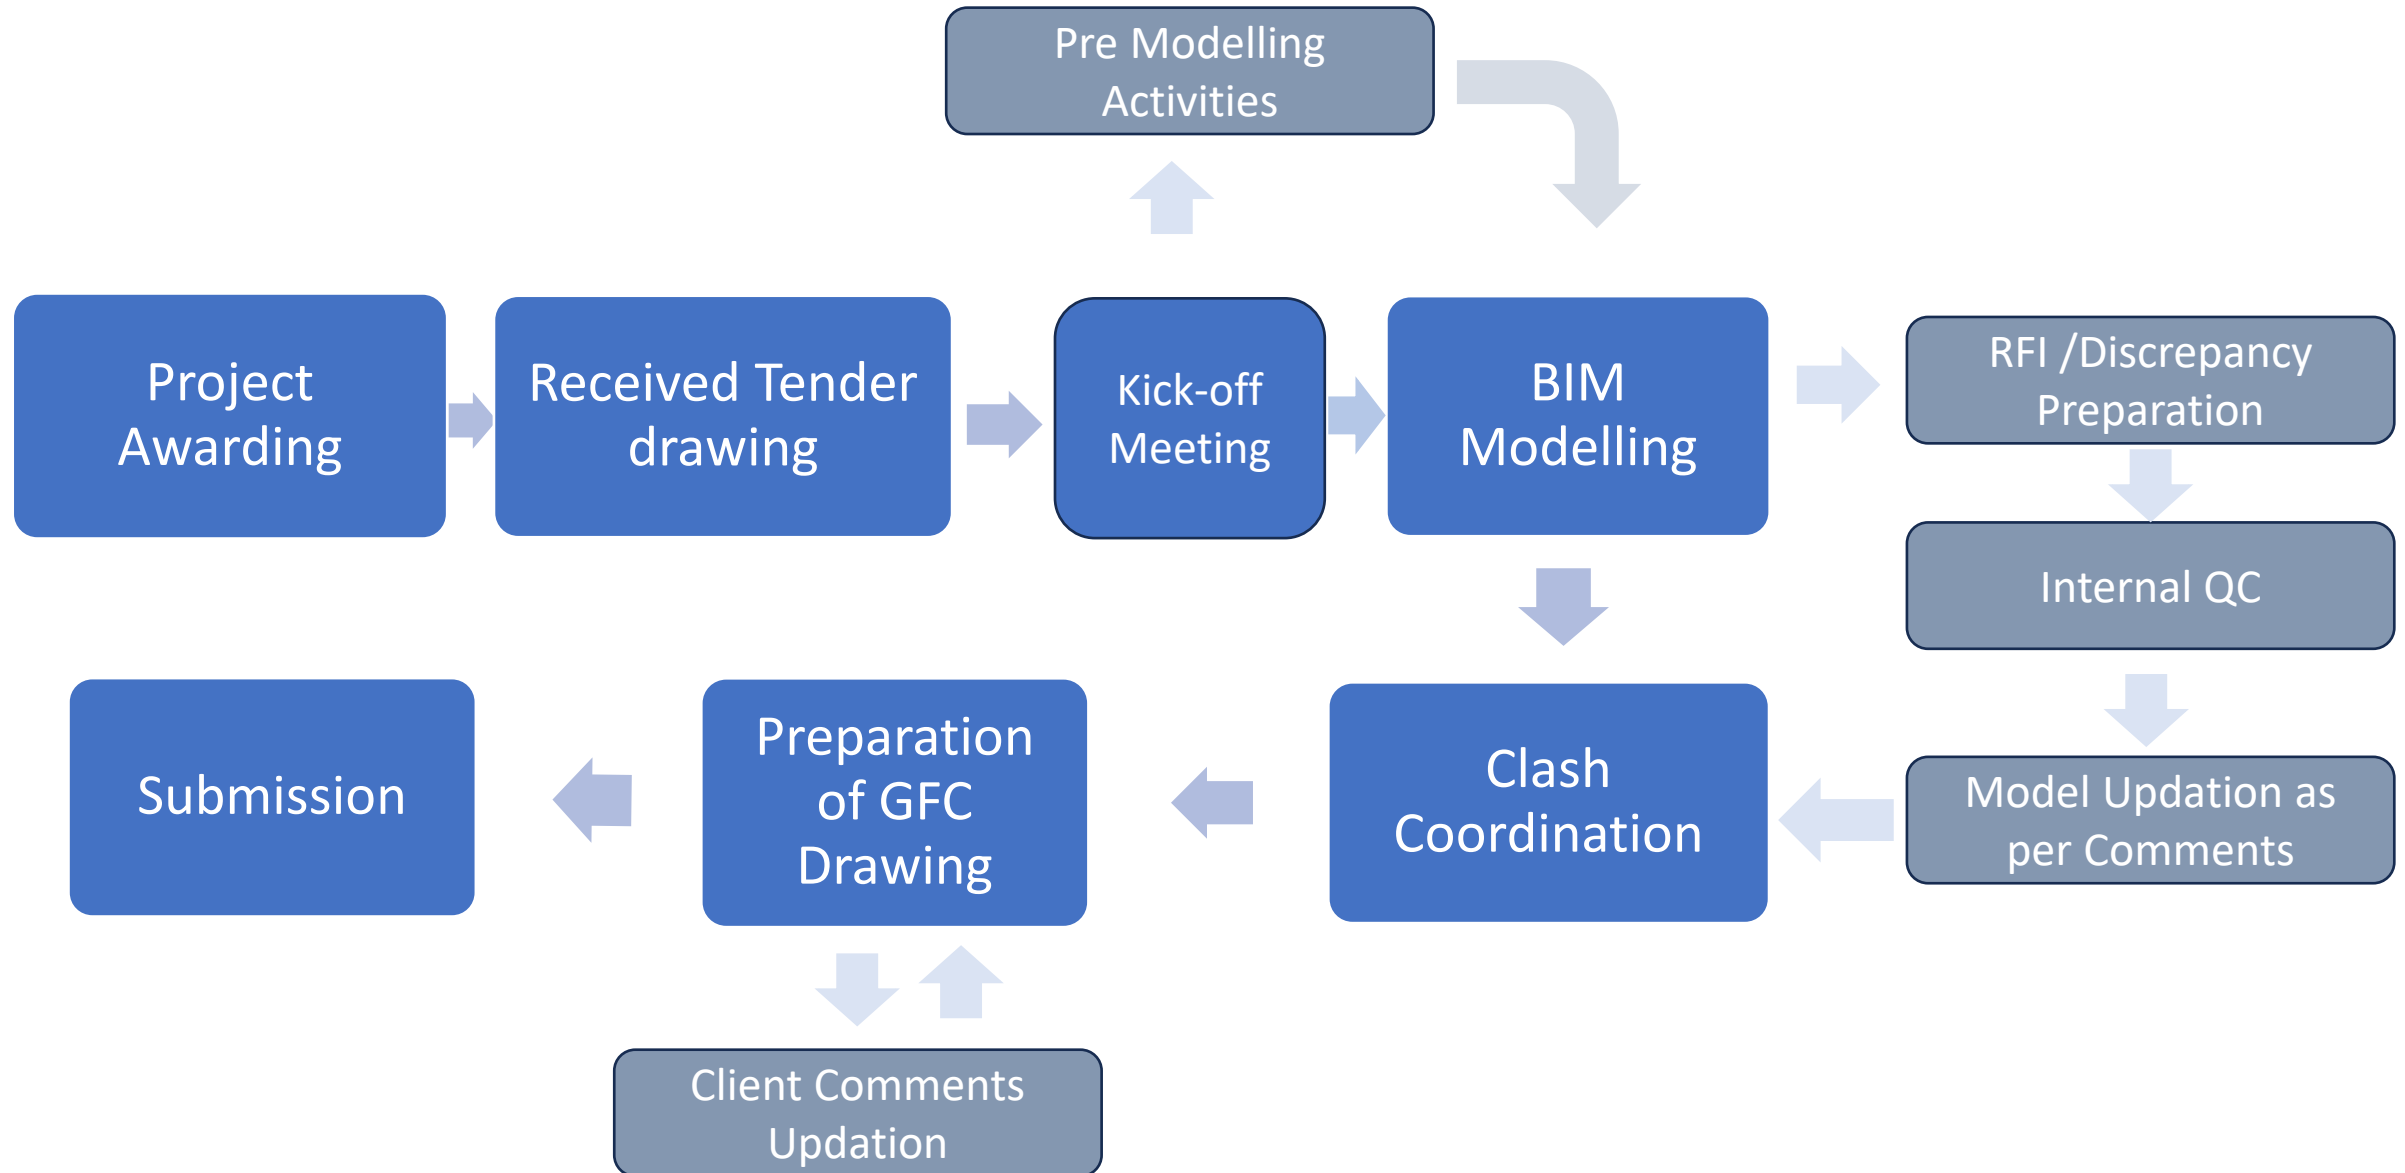 Pre Modelling
Activities
Project
Awarding
Received Tender
drawing
Kick-off
Meeting
BIM
Modelling
RFI /Discrepancy
Preparation
Internal QC
Model Updation as
per Comments
Clash
Coordination
Preparation
of GFC
Drawing
Submission
Client Comments
Updation